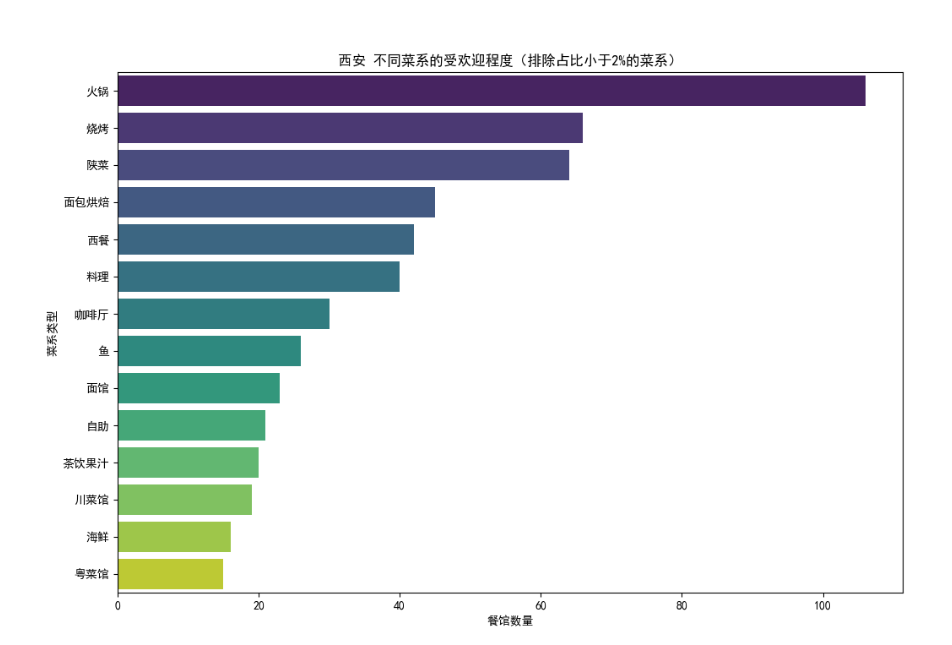 西安 不同菜系的受欢迎程度（排除占比小于2%的菜系）
菜系类型
火锅
烧烤
陕菜
面包烘焙
西餐
料理
咖啡厅
鱼
面馆
自助
茶饮果汁
川菜馆
海鲜
粤菜馆
0 20 40 60 80 100
餐馆数量